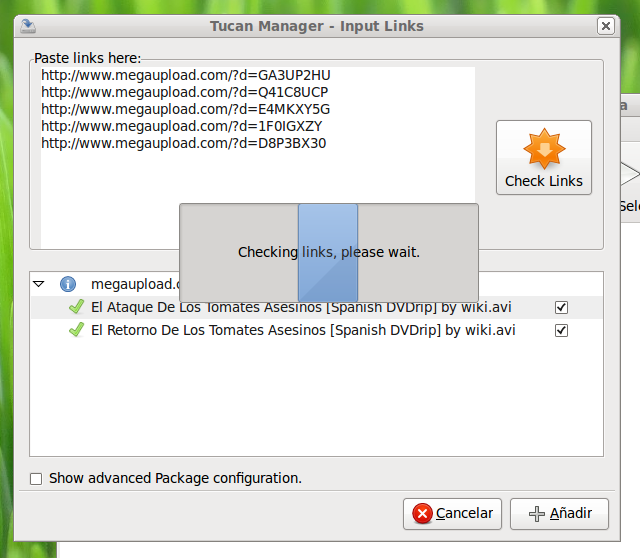 Tucan Manager - Input Links
Paste links here:
http://www.megaupload.com/?d=GA3UP2HU
http://www.megaupload.com/?d=Q41C8UCP
http://www.megaupload.com/?d=E4MKXY5G
http://www.megaupload.com/?d=1F0IGXZY
http://www.megaupload.com/?d=D8P3BX30
Check Links
Checking links, please wait.
megaupload.c
El Ataque De Los Tomates Asesinos [Spanish DVDrip] by wiki.avi
El Retorno De Los Tomates Asesinos [Spanish DVDrip] by wiki.avi
Show advanced Package configuration.
Cancelar
Añadir
a
Sele